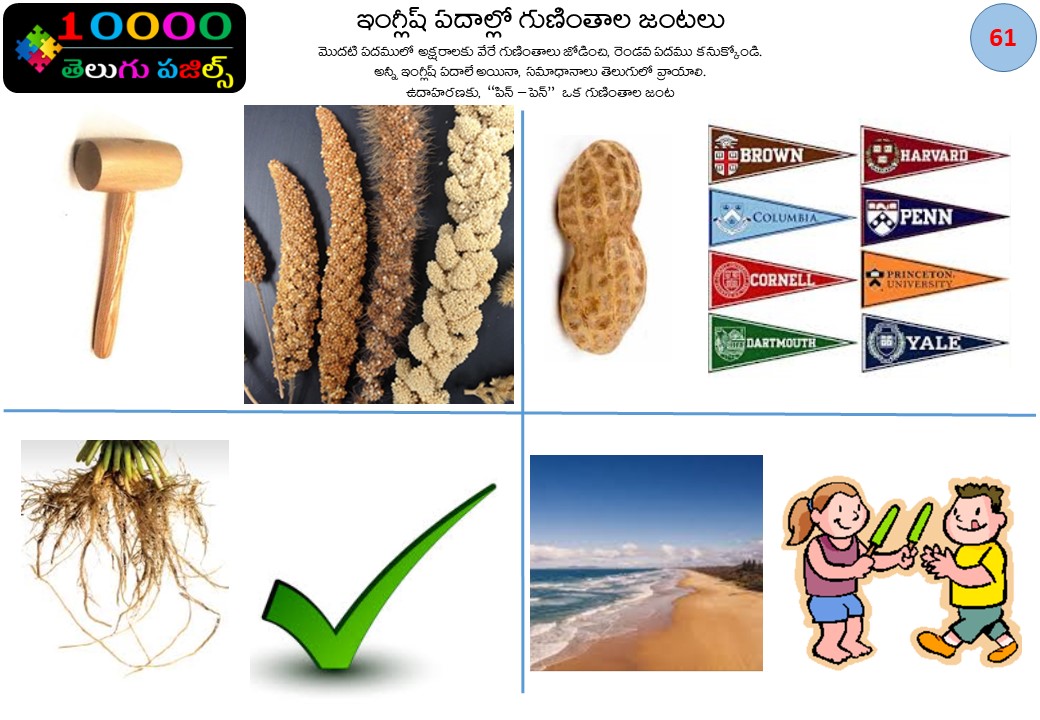 10000
తెలుగు పజిల్స్
ఇంగ్లీష్ పదాల్లో గుణింతాల జంటలు
మొదటి పదములో అక్షరాలకు వేరే గుణింతాలు జోడించి, రెండవ పదము కనుక్కోండి.
అన్నీ ఇంగ్లీష్ పదాలే అయినా, సమాధానాలు తెలుగులో వ్రాయాలి.
ఉదాహరణకు, “పిన్ – పెన్” ఒక గుణింతాల జంట
61
BROWN
HARVARD
COLUMBIA
PENN
CORNELL
PRINCETON
UNIVERSITY
DARTMOUTH
YALE